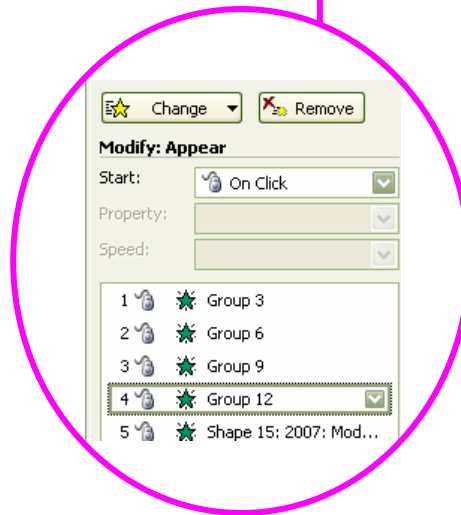 Change Remove
Modify: Appear
Start: On Click
Property:
Speed:
1 Group 3
2 Group 6
3 Group 9
4 Group 12
5 Shape 15: 2007: Mod...